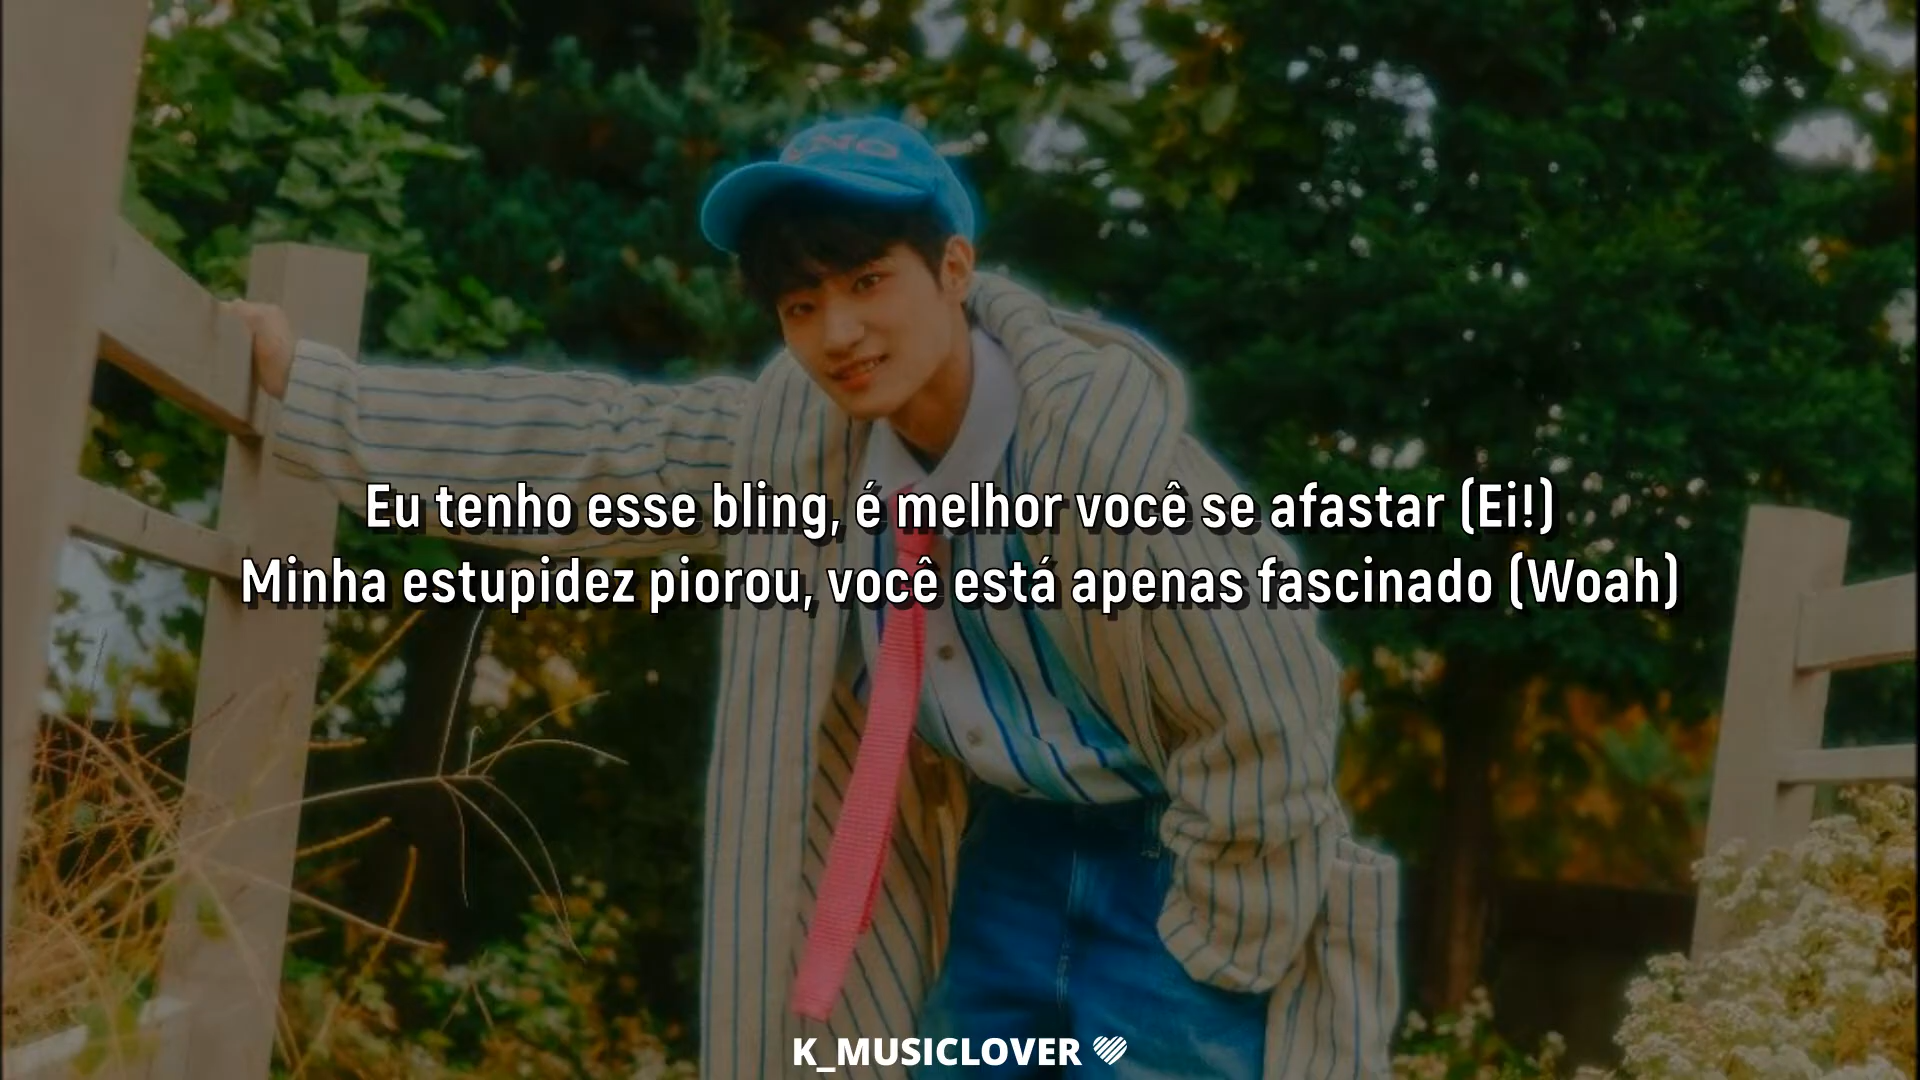 Eu tenho esse bling, é melhor você se afastar (Ei!)
Minha estupidez piorou, você está apenas fascinado (Woah)
K_MUSICLOVER